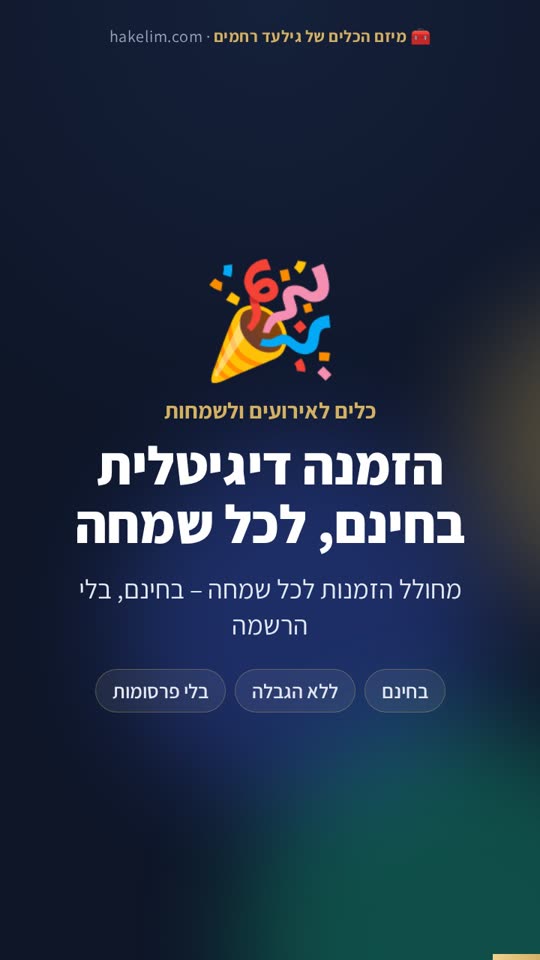 🧰 מיזם הכלים של גילעד רחמים · hakelim.com
כלים לאירועים ולשמחות
הזמנה דיגיטלית
בחינם, לכל שמחה
מחולל הזמנות לכל שמחה – בחינם, בלי
הרשמה
בחינם
ללא הגבלה
בלי פרסומות